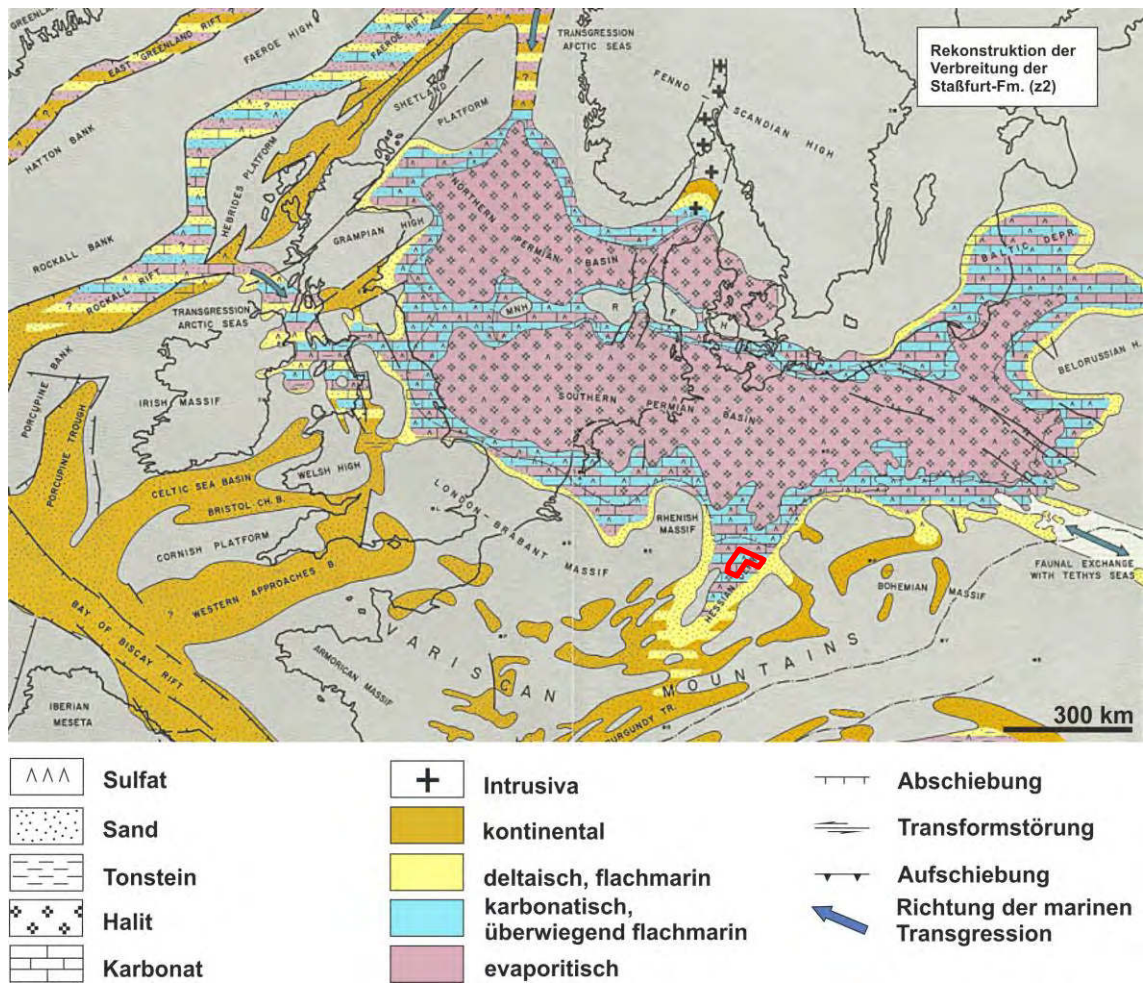 GREENLAND
EAST GREENLAND RIFT
FAEROE HIGH
FAEROE RIFT
TRANSGRESSION
ARCTIC SEAS
Rekonstruktion der
Verbreitung der
Staßfurt-Fm. (z2)
HATTON BANK
SHETLAND
PLATFORM
FENNO
SCANDIAN HIGH
HEBRIDES PLATFORM
NORTHERN
PERMIAN BASIN
GRAMPIAN HIGH
ROCKALL BANK
ROCKALL RIFT
BALTIC DEPR.
TRANSGRESSION
ARCTIC SEAS
MNH
R
F
H
BELORUSSIAN H.
PORCUPINE BANK
IRISH MASSIF
SOUTHERN PERMIAN BASIN
PORCUPINE TROUGH
CELTIC SEA BASIN
WELSH HIGH
BRISTOL CH. B.
LONDON-BRABANT
MASSIF
RHENISH
MASSIF
CORNISH PLATFORM
FAUNAL EXCHANGE
WITH TETHYS SEAS
WESTERN APPROACHES B.
HESSIAN
BOHEMIAN MASSIF
BAY OF BISCAY RIFT
ARMORICAN MASSIF
VARISCAN
MOUNTAINS
IBERIAN
MESETA
BURGUNDY TR.
300 km
Sulfat
Sand
Tonstein
Halit
Karbonat
Intrusiva
kontinental
deltaisch, flachmarin
karbonatisch,
überwiegend flachmarin
evaporitisch
Abschiebung
Transformstörung
Aufschiebung
Richtung der marinen
Transgression